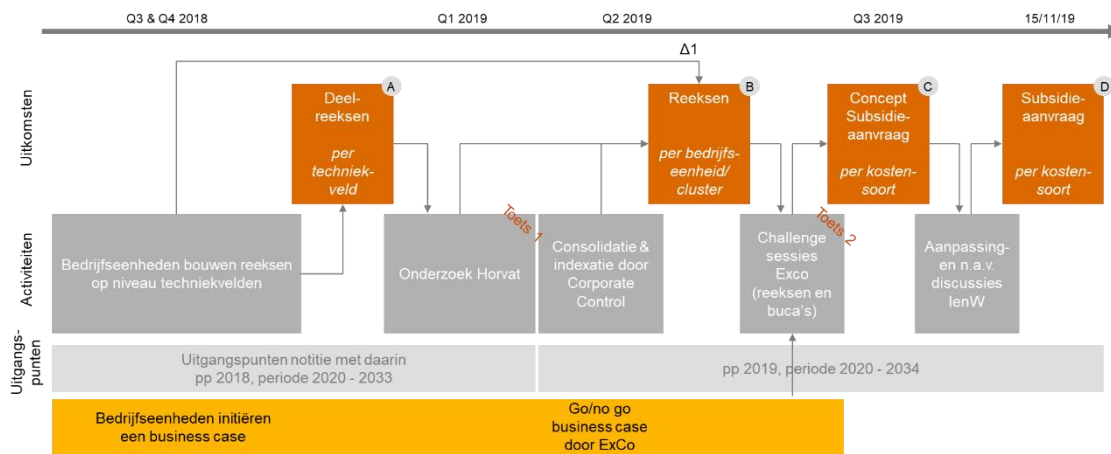 Q3 & Q4 2018
Q1 2019
Q2 2019
Q3 2019
15/11/19
Δ1
Uitkomsten
A
Deel-
reeksen
per
techniek-
veld
B
Reeksen
per bedrijfs-
eenheid/
cluster
C
Concept
Subsidie-
aanvraag
per kosten-
soort
D
Subsidie-
aanvraag
per kosten-
soort
Activiteiten
Bedrijfseenheden bouwen reeksen
op niveau techniekvelden
Toets 1
Onderzoek Horvat
Consolidatie &
indexatie door
Corporate
Control
Toets 2
Challenge
sessies
Exco
(reeksen en
buca's)
Aanpassing-
en n.a.v.
discussies
IenW
Uitgangs-
punten
Uitgangspunten notitie met daarin
pp 2018, periode 2020 - 2033
pp 2019, periode 2020 - 2034
Bedrijfseenheden initiëren
een business case
Go/no go
business case
door ExCo